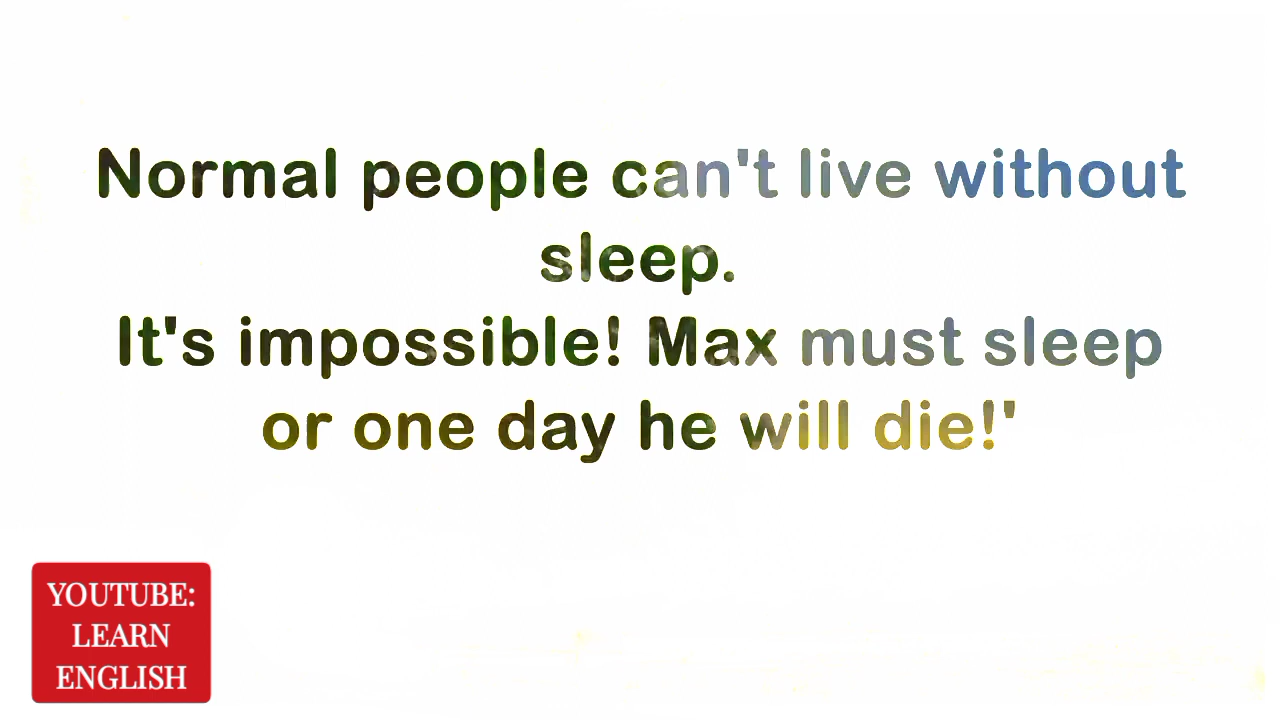 Normal people can't live without
sleep.
It's impossible! Max must sleep
or one day he will die!'
YOUTUBE:
LEARN
ENGLISH